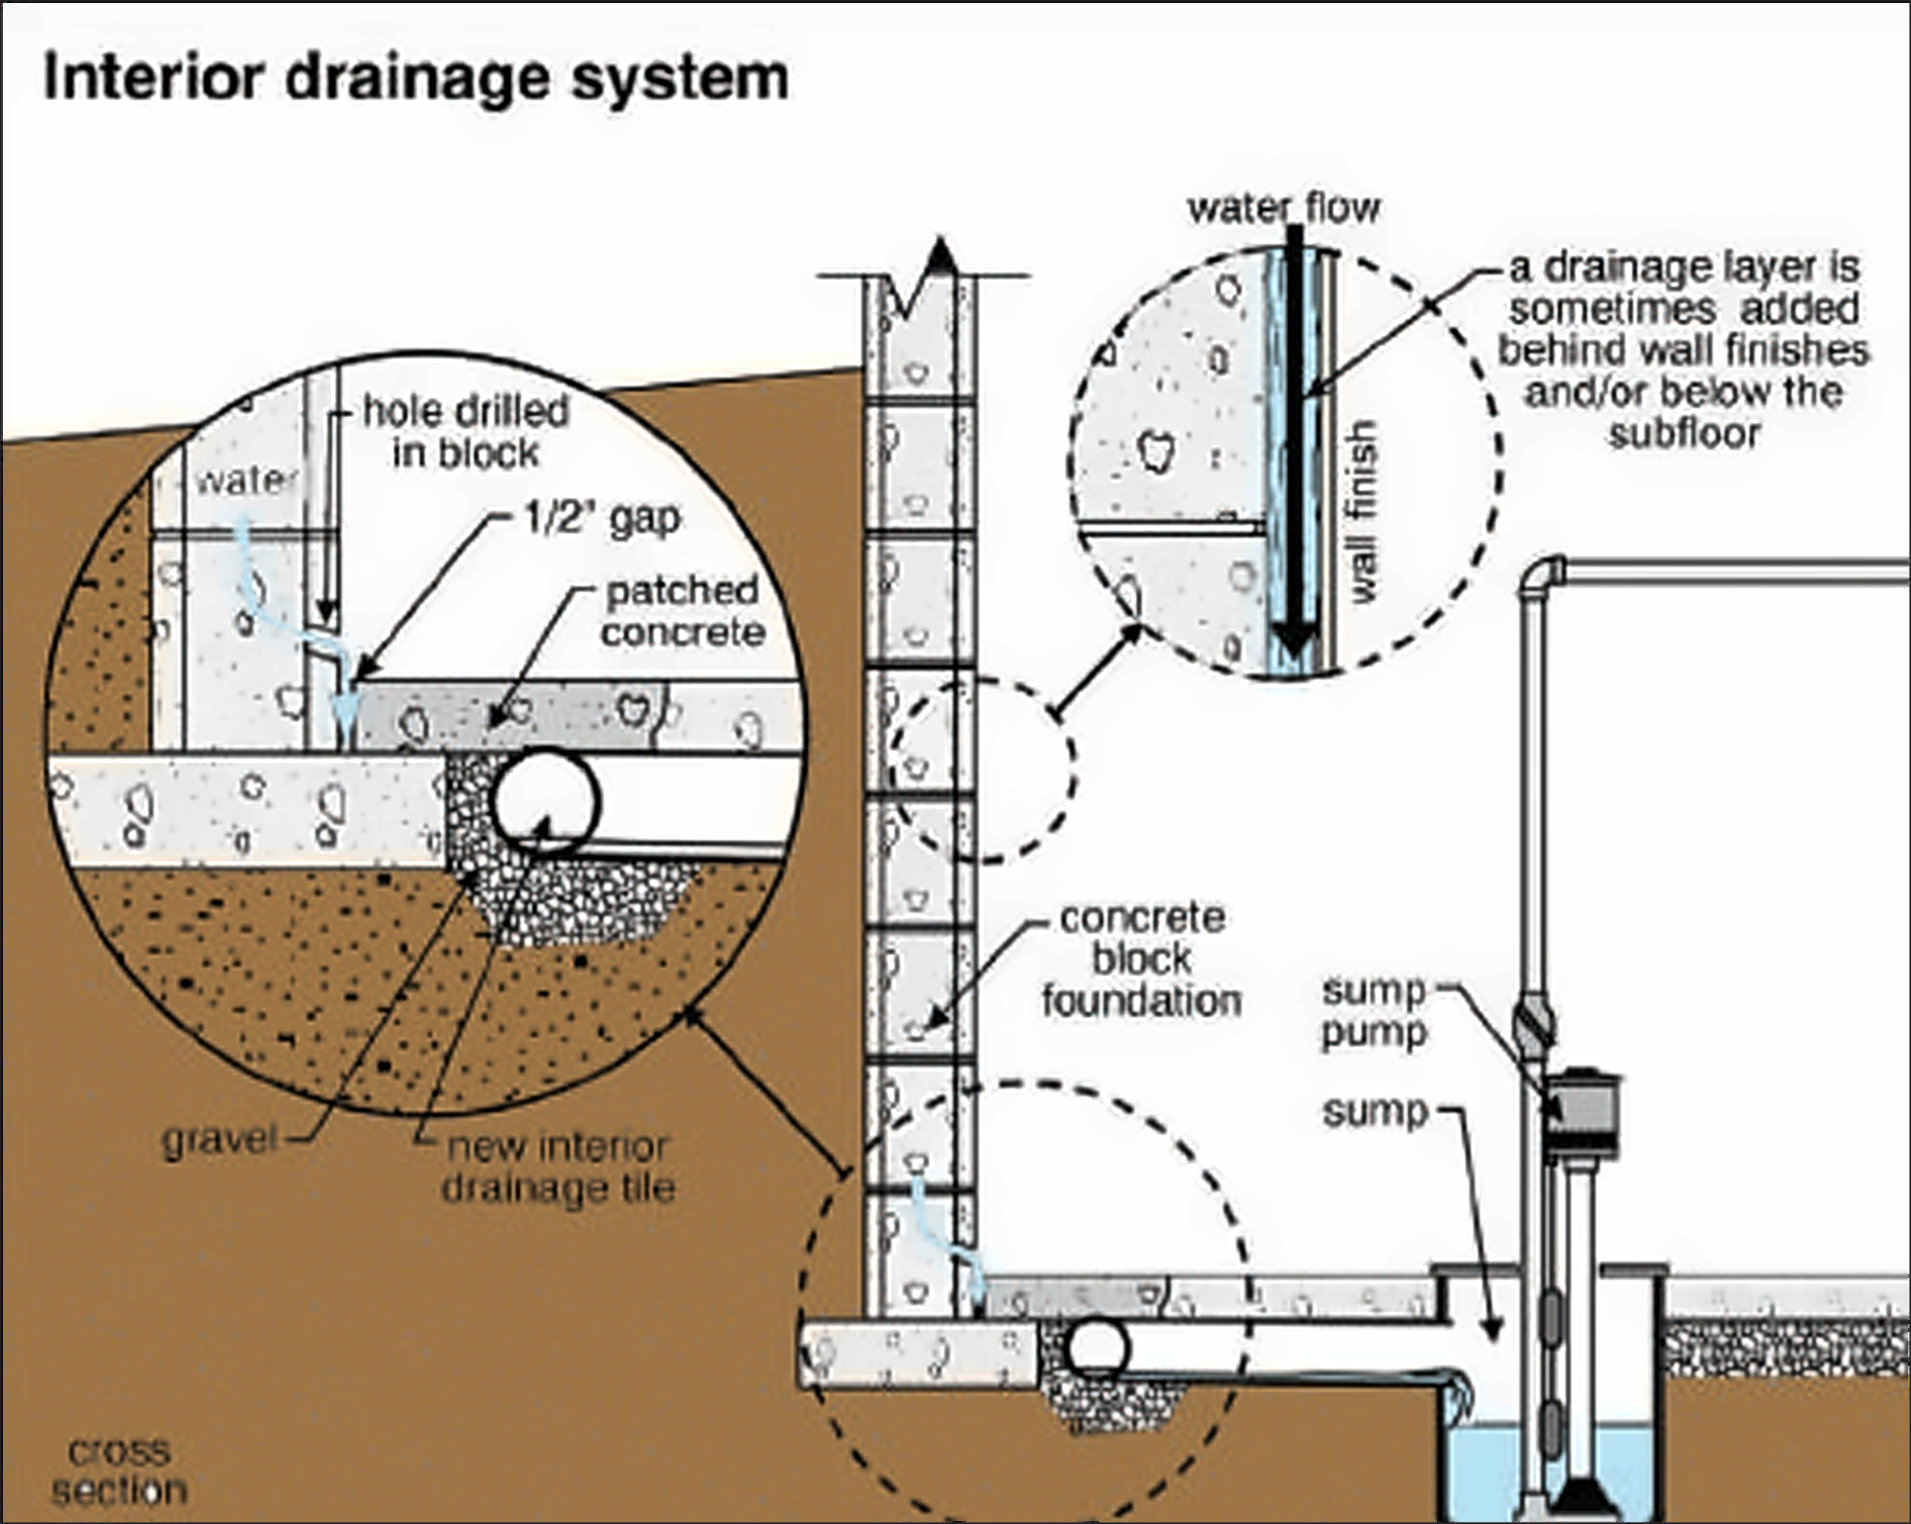 Interior drainage system
water flow
a drainage layer is
sometimes added
behind wall finishes
and/or below the
subfloor
wall finish
hole drilled
in block
water
1/2" gap
patched
concrete
concrete
block
foundation
sump
pump
sump
gravel
new interior
drainage tile
cross
section